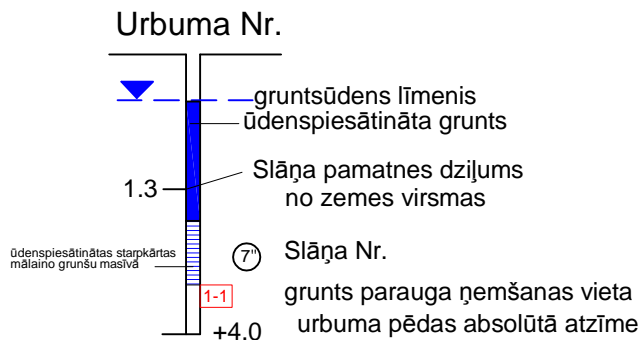 Urbuma Nr.
gruntsūdens līmenis
ūdenspiesātināta grunts
1.3
Slāņa pamatnes dziļums
no zemes virsmas
ūdenspiesātinātas starpkārtas
mālaino grunšu masīvā
7"
Slāņa Nr.
1-1
grunts parauga ņemšanas vieta
+4.0
urbuma pēdas absolūtā atzīme